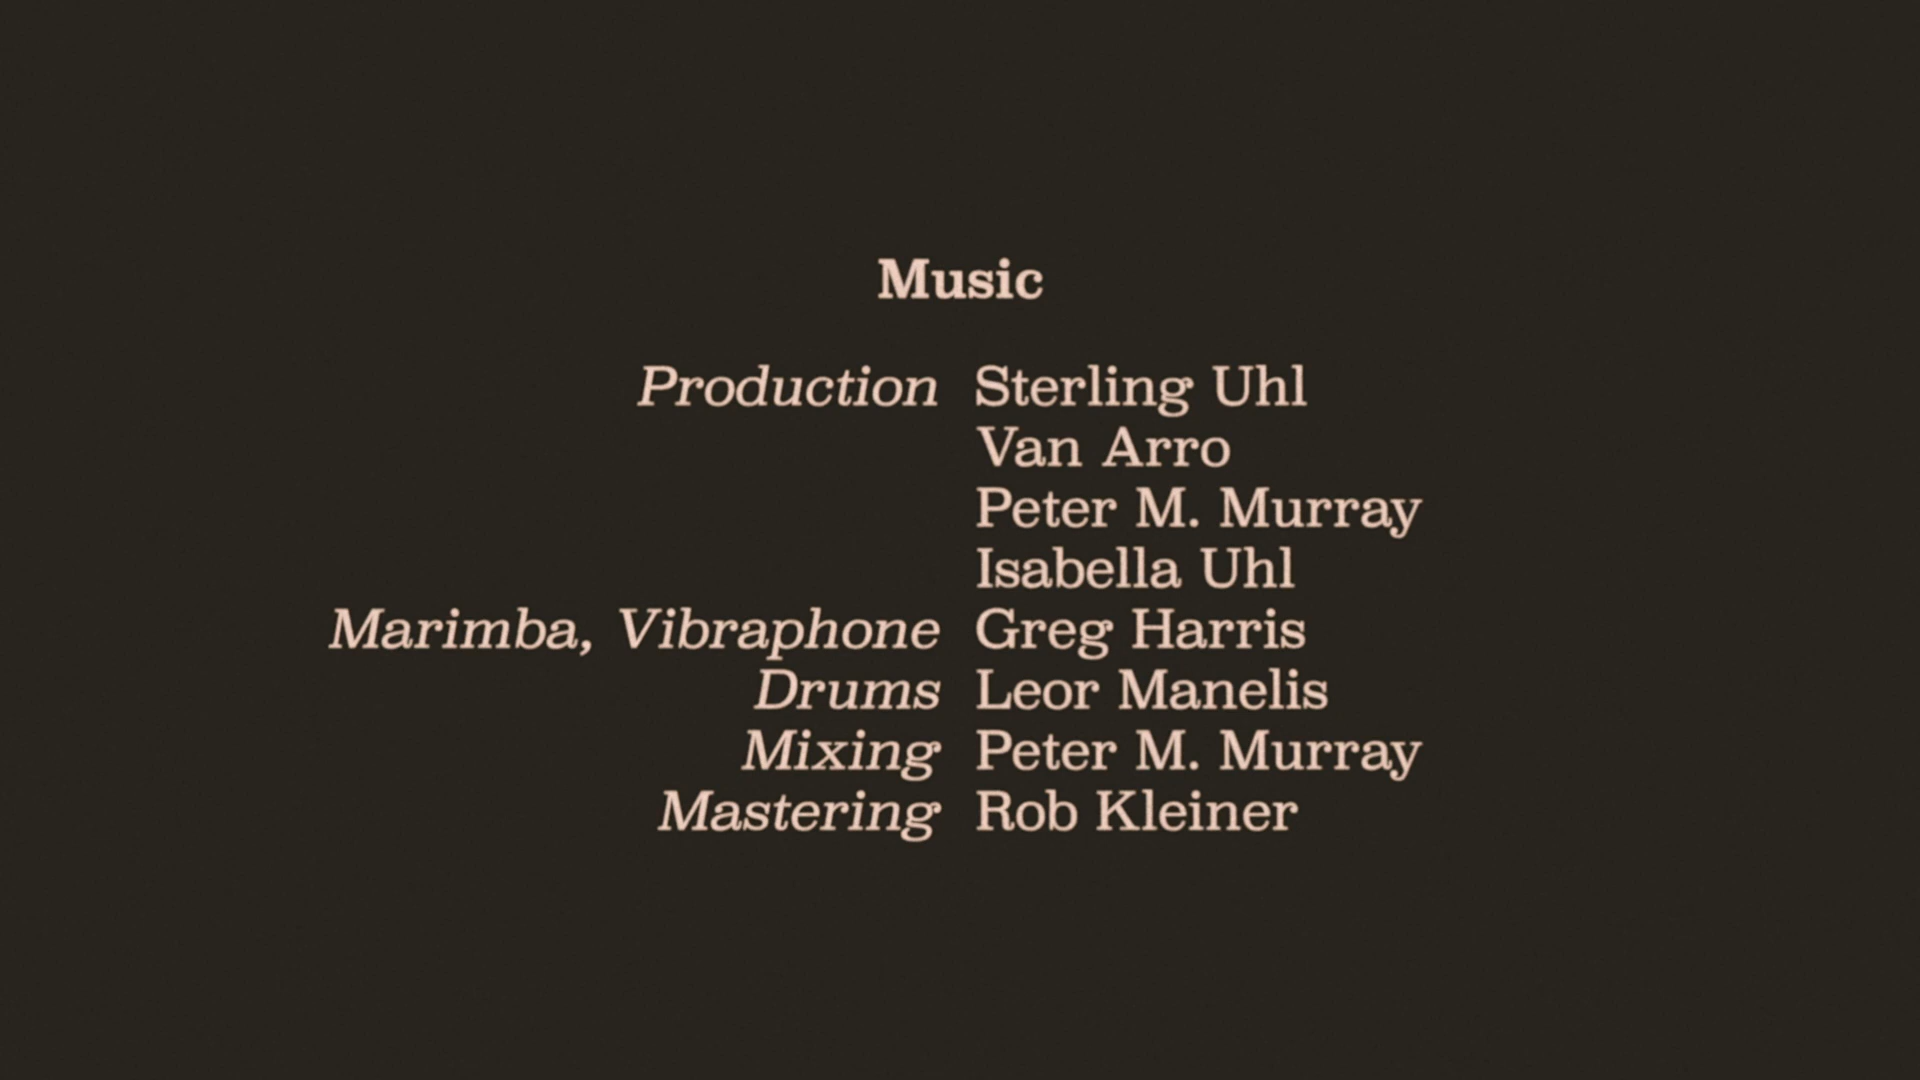 Music
Production Sterling Uhl
Van Arro
Peter M. Murray
Isabella Uhl
Marimba, Vibraphone Greg Harris
Drums Leor Manelis
Mixing Peter M. Murray
Mastering Rob Kleiner